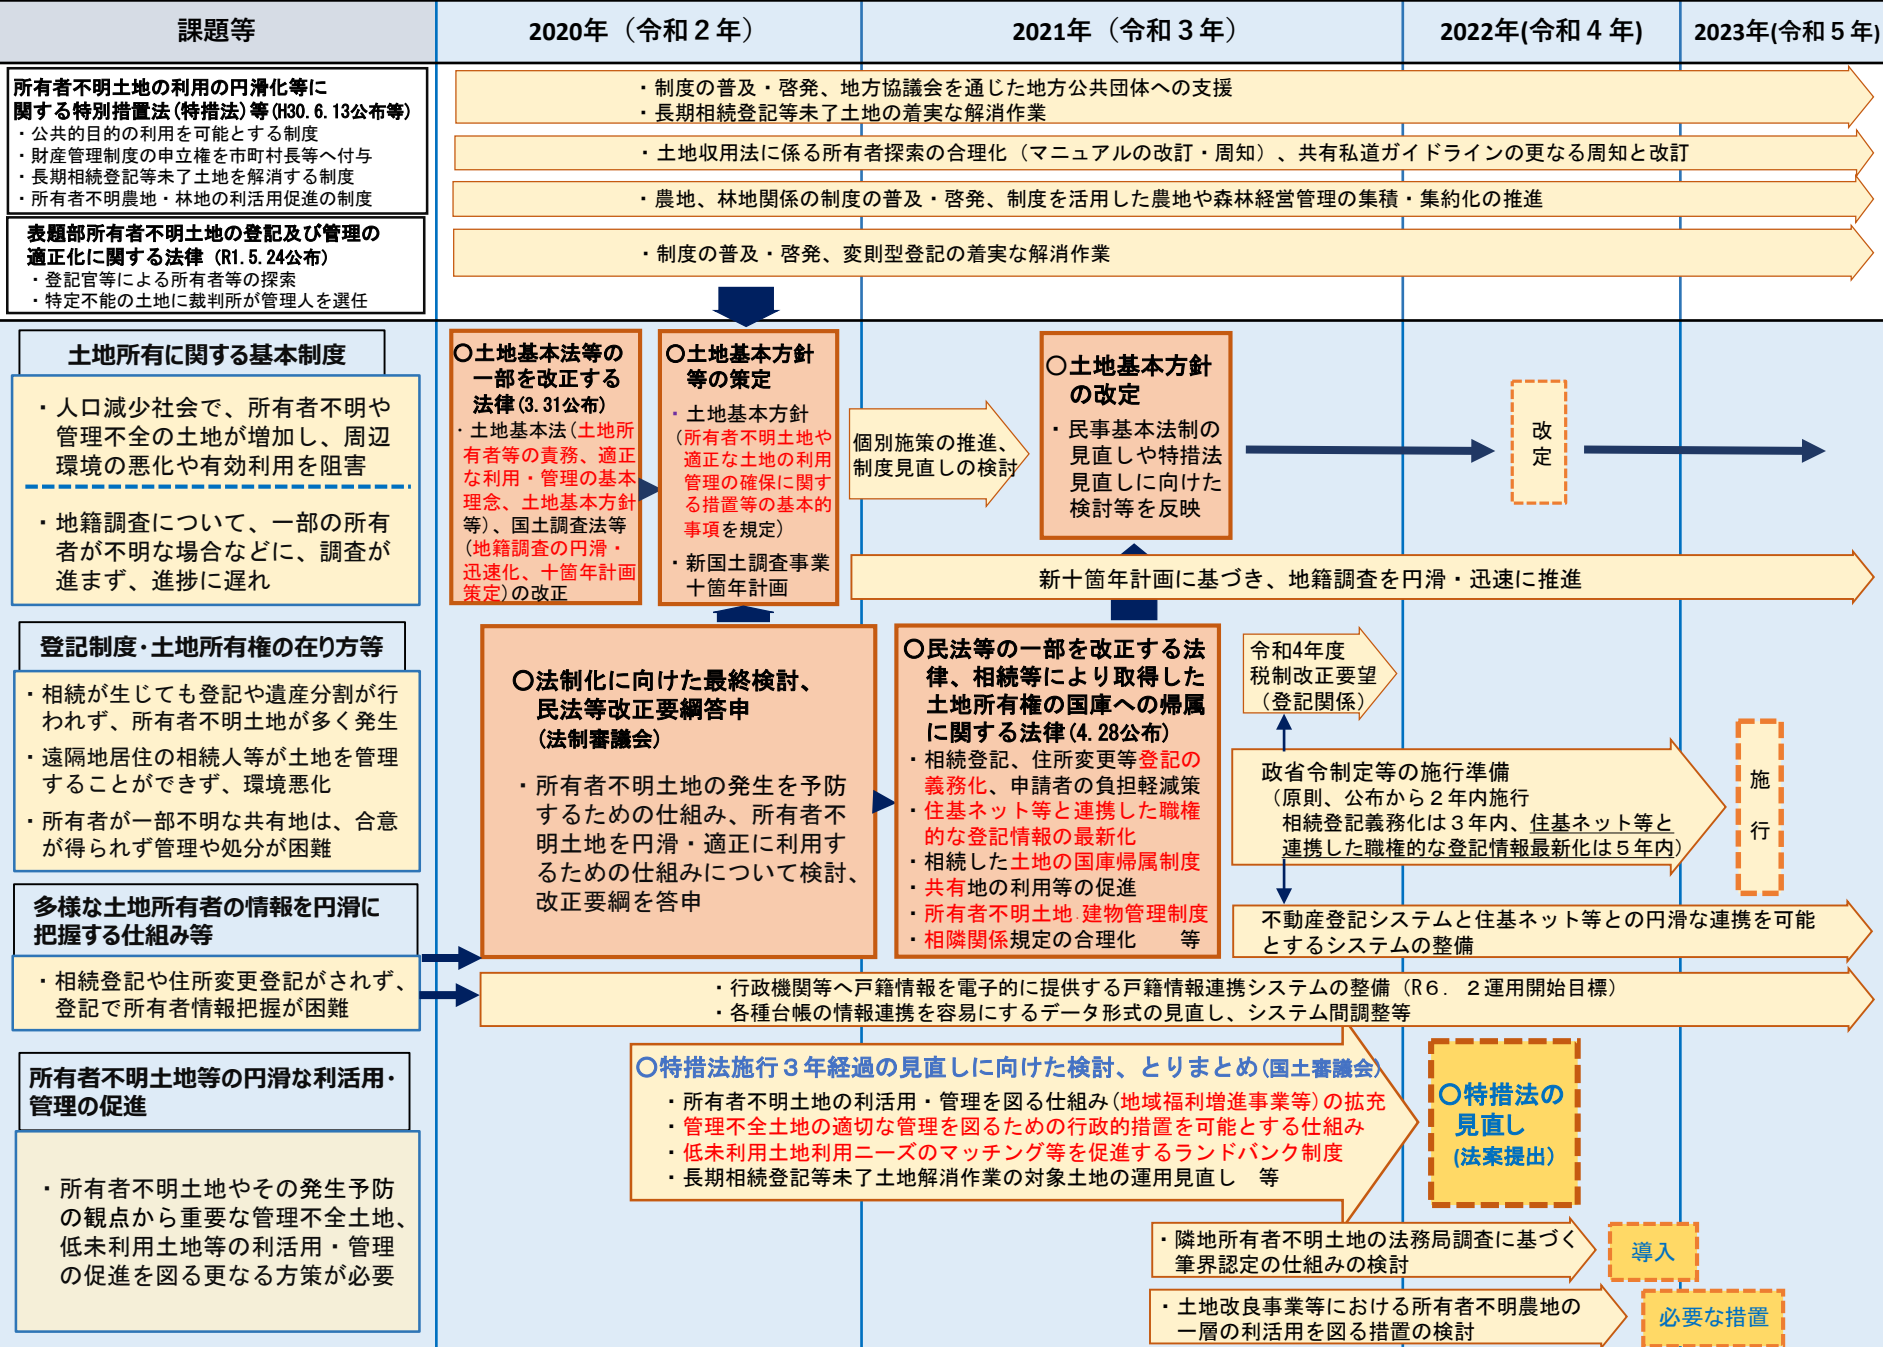 課題等
2020年（令和２年）
2021年（令和３年）
2022年(令和４年)
2023年(令和５年)
所有者不明土地の利用の円滑化等に
関する特別措置法(特措法)等(H30.6.13公布等)
・公共的目的の利用を可能とする制度
・財産管理制度の申立権を市町村長等へ付与
・長期相続登記等未了土地を解消する制度
・所有者不明農地・林地の利活用促進の制度
表題部所有者不明土地の登記及び管理の
適正化に関する法律（R1.5.24公布）
・登記官等による所有者等の探索
・特定不能の土地に裁判所が管理人を選任
・制度の普及・啓発、地方協議会を通じた地方公共団体への支援
・長期相続登記等未了土地の着実な解消作業
・土地収用法に係る所有者探索の合理化（マニュアルの改訂・周知）、共有私道ガイドラインの更なる周知と改訂
・農地、林地関係の制度の普及・啓発、制度を活用した農地や森林経営管理の集積・集約化の推進
・制度の普及・啓発、変則型登記の着実な解消作業
土地所有に関する基本制度
・人口減少社会で、所有者不明や
管理不全の土地が増加し、周辺
環境の悪化や有効利用を阻害
・地籍調査について、一部の所有
者が不明な場合などに、調査が
進まず、進捗に遅れ
〇土地基本法等の
一部を改正する
法律(3.31公布)
・土地基本法(土地所
有者等の責務、適正
な利用・管理の基本
理念、土地基本方針
等)、国土調査法等
（地籍調査の円滑・
迅速化、十箇年計画
策定)の改正
〇土地基本方針
等の策定
・土地基本方針
（所有者不明土地や
適正な土地の利用
管理の確保に関す
る措置等の基本的
事項を規定）
・新国土調査事業
十箇年計画
個別施策の推進、
制度見直しの検討
〇土地基本方針
の改定
・民事基本法制の
見直しや特措法
見直しに向けた
検討等を反映
改
定
新十箇年計画に基づき、地籍調査を円滑・迅速に推進
登記制度・土地所有権の在り方等
・相続が生じても登記や遺産分割が行
われず、所有者不明土地が多く発生
・遠隔地居住の相続人等が土地を管理
することができず、環境悪化
・所有者が一部不明な共有地は、合意
が得られず管理や処分が困難
〇法制化に向けた最終検討、
民法等改正要綱答申
(法制審議会)
・所有者不明土地の発生を予防
するための仕組み、所有者不
明土地を円滑・適正に利用す
るための仕組みについて検討、
改正要綱を答申
〇民法等の一部を改正する法
律、相続等により取得した
土地所有権の国庫への帰属
に関する法律(4.28公布)
・相続登記、住所変更等登記の
義務化、申請者の負担軽減策
・住基ネット等と連携した職権
的な登記情報の最新化
・相続した土地の国庫帰属制度
・共有地の利用等の促進
・所有者不明土地・建物管理制度
・相隣関係規定の合理化　等
令和4年度
税制改正要望
（登記関係）
政省令制定等の施行準備
（原則、公布から２年内施行
相続登記義務化は３年内、住基ネット等と
連携した職権的な登記情報最新化は５年内）
施
行
不動産登記システムと住基ネット等との円滑な連携を可能
とするシステムの整備
多様な土地所有者の情報を円滑に
把握する仕組み等
・相続登記や住所変更登記がされず、
登記で所有者情報把握が困難
・行政機関等へ戸籍情報を電子的に提供する戸籍情報連携システムの整備（R６．２運用開始目標）
・各種台帳の情報連携を容易にするデータ形式の見直し、システム間調整等
所有者不明土地等の円滑な利活用・
管理の促進
・所有者不明土地やその発生予防
の観点から重要な管理不全土地、
低未利用土地等の利活用・管理
の促進を図る更なる方策が必要
〇特措法施行３年経過の見直しに向けた検討、とりまとめ(国土審議会)
・所有者不明土地の利活用・管理を図る仕組み(地域福利増進事業等)の拡充
・管理不全土地の適切な管理を図るための行政的措置を可能とする仕組み
・低未利用土地利用ニーズのマッチング等を促進するランドバンク制度
・長期相続登記等未了土地解消作業の対象土地の運用見直し　等
〇特措法の
見直し
(法案提出）
・隣地所有者不明土地の法務局調査に基づく
筆界認定の仕組みの検討
導入
・土地改良事業等における所有者不明農地の
一層の利活用を図る措置の検討
必要な措置